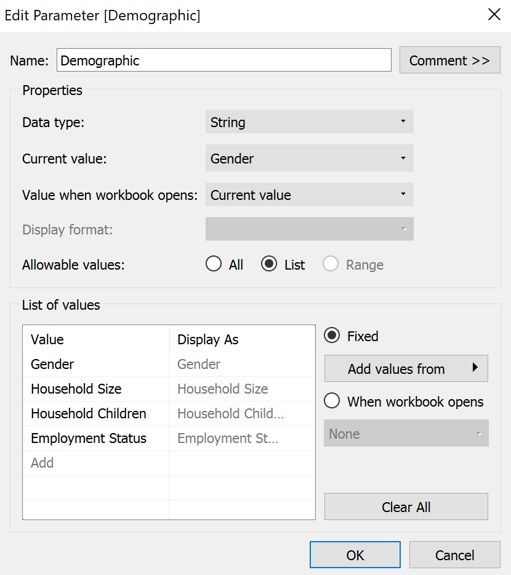 Edit Parameter [Demographic]
Name: Demographic Comment >>
Properties
Data type: String
Current value: Gender
Value when workbook opens: Current value
Display format:
Allowable values: All List Range
List of values
Value Display As
Gender Gender
Household Size Household Size
Household Children Household Child...
Employment Status Employment St...
Add
Fixed
Add values from
When workbook opens
None
Clear All
OK Cancel